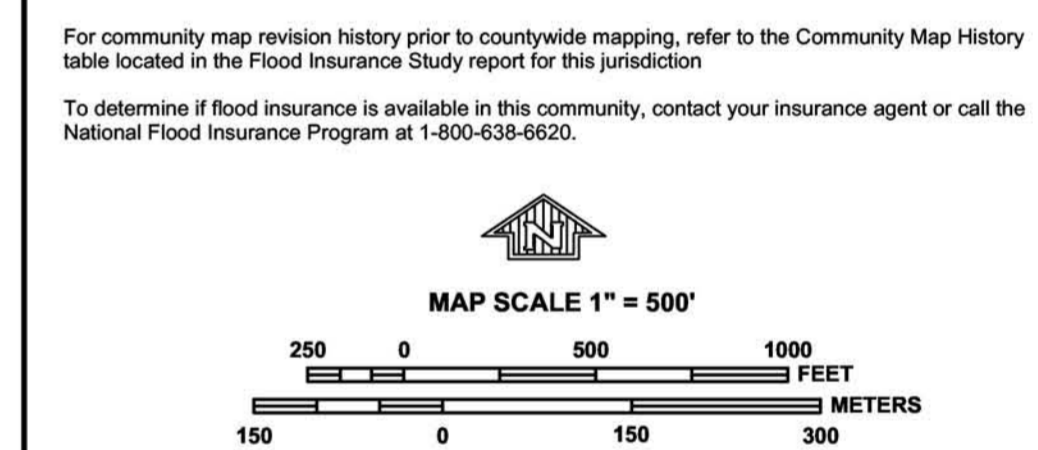 For community map revision history prior to countywide mapping, refer to the Community Map History
table located in the Flood Insurance Study report for this jurisdiction
To determine if flood insurance is available in this community, contact your insurance agent or call the
National Flood Insurance Program at 1-800-638-6620.
N
MAP SCALE 1" = 500'
250 0 500 1000
FEET
METERS
150 0 150 300